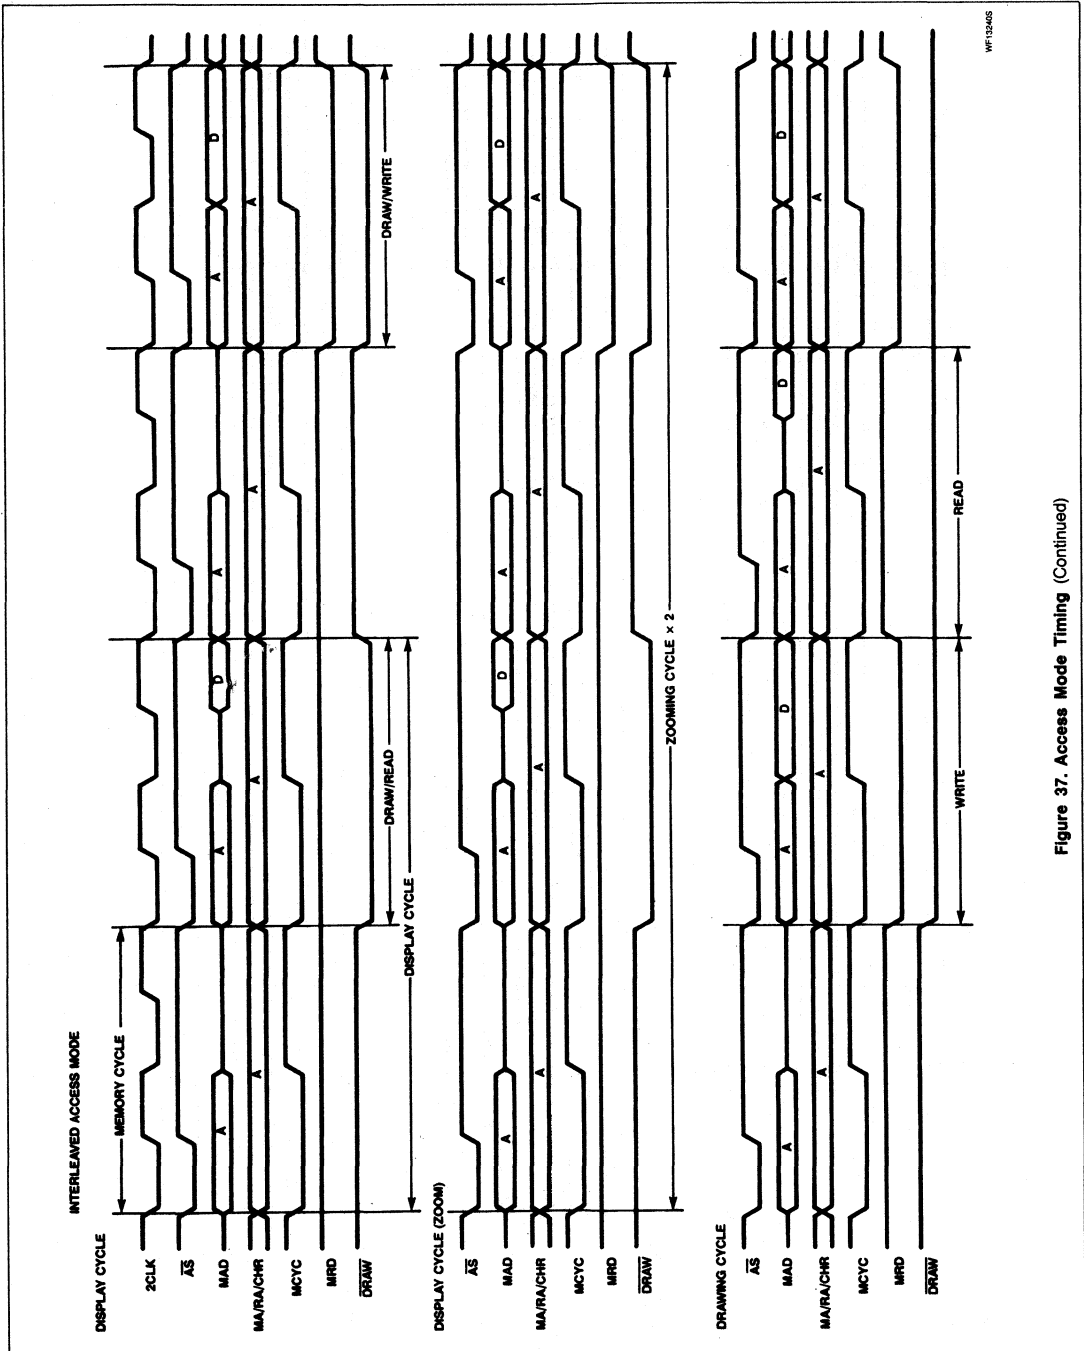 INTERLEAVED ACCESS MODE
DISPLAY CYCLE
MEMORY CYCLE
2CLK
AS
MAD
A
A
D
A
A
D
MA/RA/CHR
A
A
A
A
MCYC
MRD
DRAW
DRAW/READ
DRAW/WRITE
DISPLAY CYCLE
DISPLAY CYCLE (ZOOM)
AS
MAD
A
A
D
A
A
D
MA/RA/CHR
A
A
A
A
MCYC
MRD
DRAW
ZOOMING CYCLE × 2
DRAWING CYCLE
AS
MAD
A
A
D
A
D
A
D
MA/RA/CHR
A
A
A
A
MCYC
MRD
DRAW
WRITE
READ
WF13240S
Figure 37. Access Mode Timing (Continued)